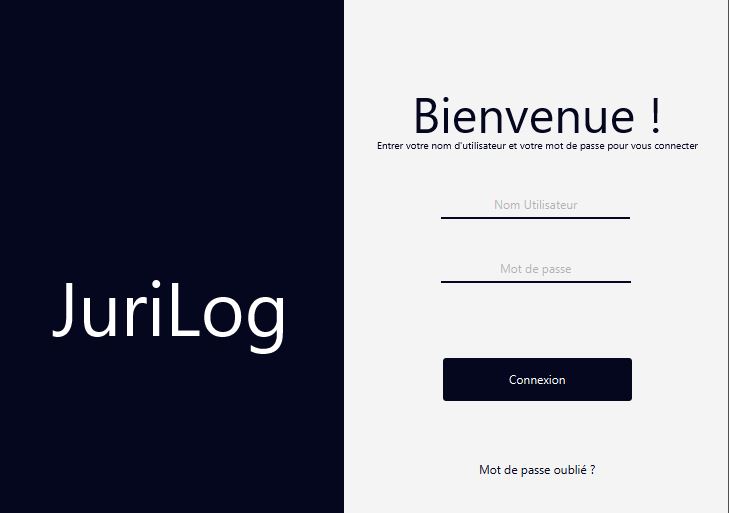 JuriLog
Bienvenue !
Entrer votre nom d'utilisateur et votre mot de passe pour vous connecter
Nom Utilisateur
Mot de passe
Connexion
Mot de passe oublié ?